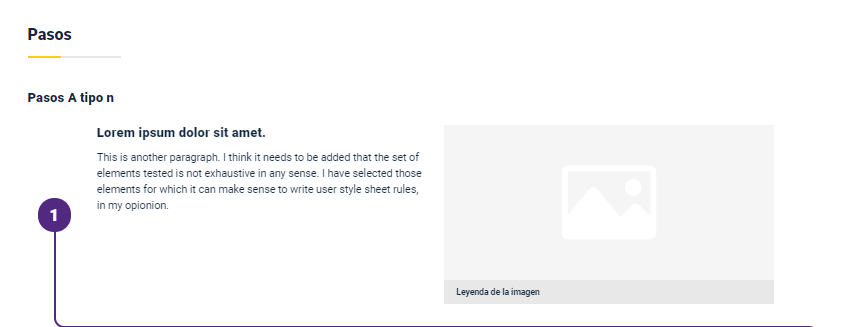 Pasos
Pasos A tipo n
Lorem ipsum dolor sit amet.
This is another paragraph. I think it needs to be added that the set of
elements tested is not exhaustive in any sense. I have selected those
elements for which it can make sense to write user style sheet rules,
in my opionion.
1
Leyenda de la imagen